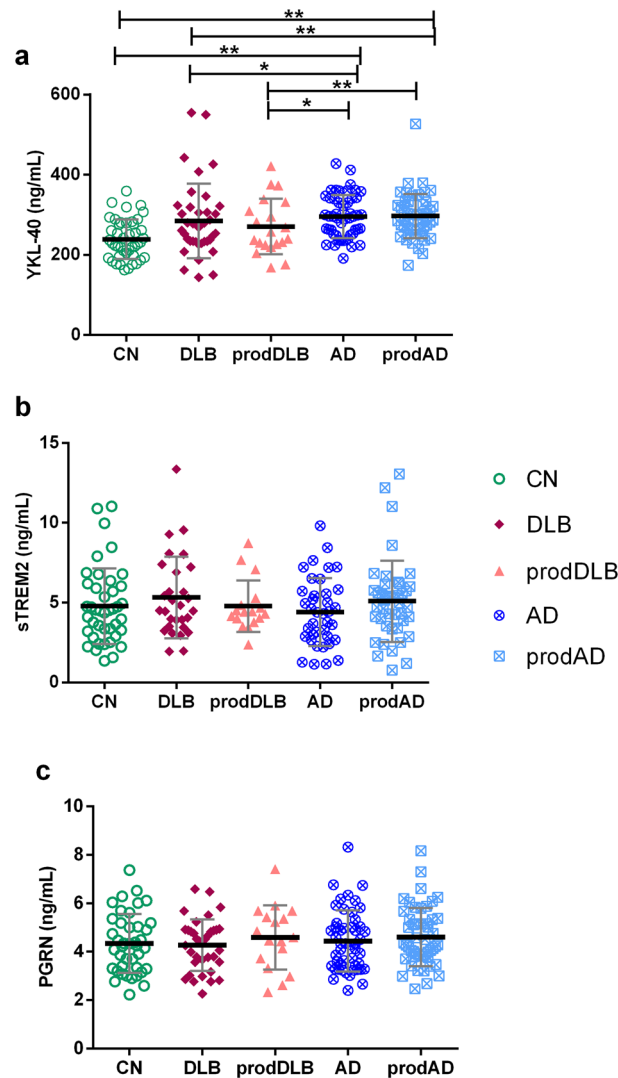 **
**
a
**
*
**
*
600
400
200
0
YKL-40 (ng/mL)
CN DLB prodDLB AD prodAD
b
15
10
5
0
sTREM2 (ng/mL)
CN DLB prodDLB AD prodAD
CN
DLB
prodDLB
AD
prodAD
c
10
8
6
4
2
0
PGRN (ng/mL)
CN DLB prodDLB AD prodAD